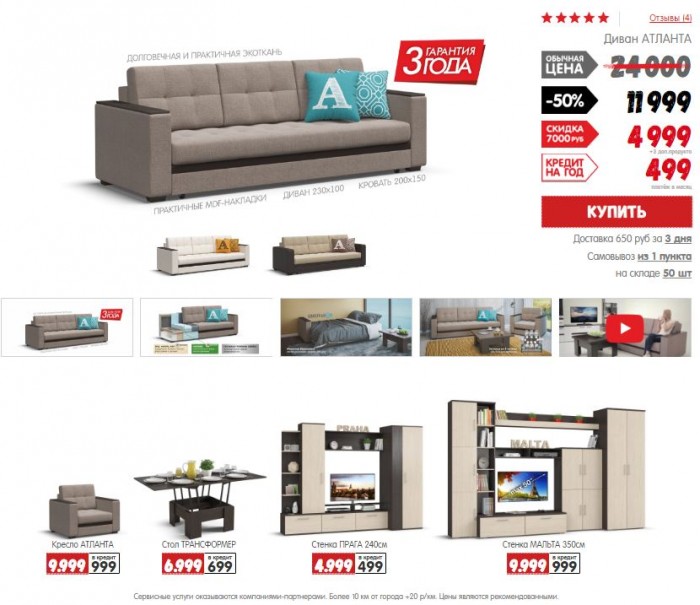 Отзывы (4)
Диван АТЛАНТА
ДОЛГОВЕЧНАЯ И ПРАКТИЧНАЯ ЭКОТКАНЬ
3 ГАРАНТИЯ
ГОДА
ОБЫЧНАЯ
ЦЕНА
24 000
-50%
11 999
СКИДКА
7000 РУБ
4 999
КРЕДИТ
НА ГОД
499
платёж в месяц
A
ПРАКТИЧНЫЕ MDF-НАКЛАДКИ
ДИВАН 230x100
КРОВАТЬ 200x150
КУПИТЬ
Доставка 650 руб за 3 дня
Самовывоз из 1 пункта
на складе 50 шт
PRAHA
MALTA
Кресло АТЛАНТА
9.999
в кредит
999
Стол ТРАНСФОРМЕР
6.999
в кредит
699
Стенка ПРАГА 240см
4.999
в кредит
499
Стенка МАЛЬТА 350см
9.999
в кредит
999
Сервисные услуги оказываются компаниями-партнерами. Более 10 км от города +20 р/км. Цены являются рекомендованными.